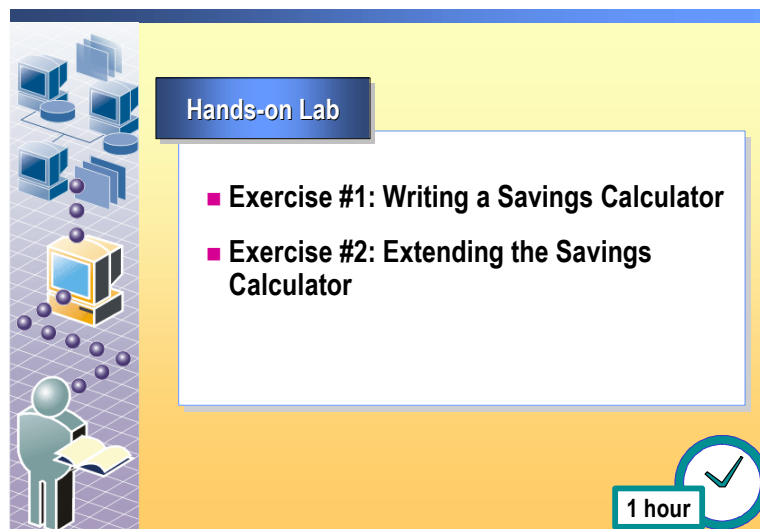 Hands-on Lab
Exercise #1: Writing a Savings Calculator
Exercise #2: Extending the Savings
Calculator
1 hour